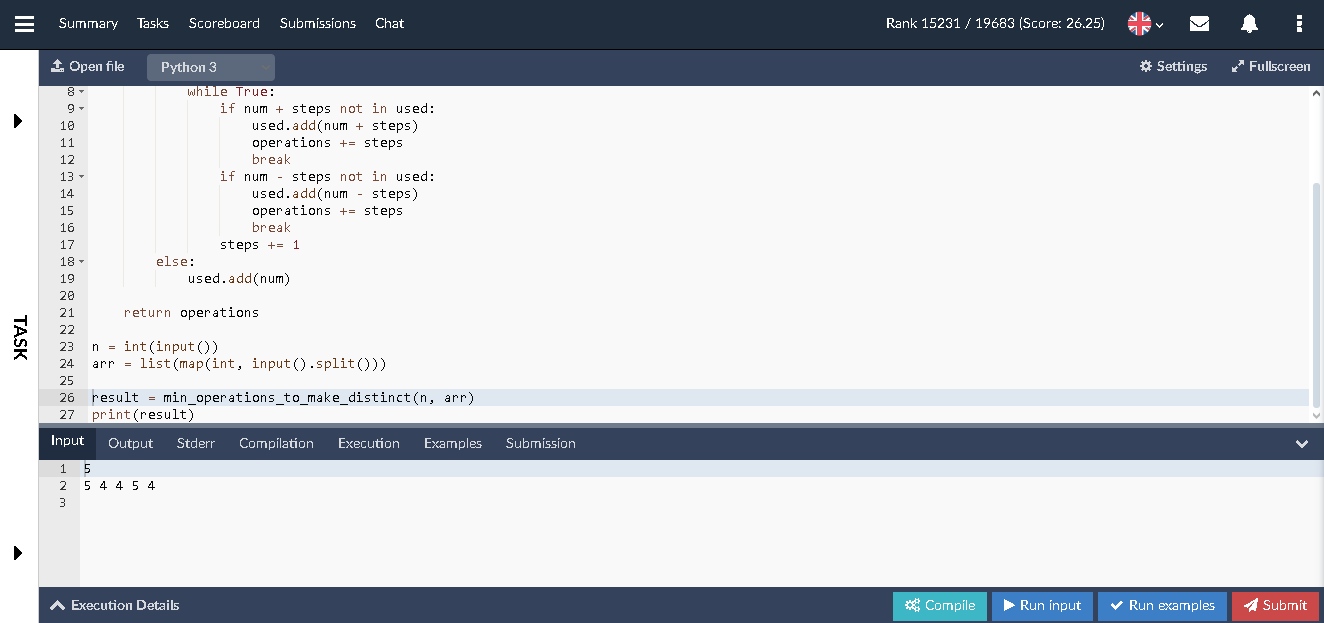 Summary Tasks Scoreboard Submissions Chat Rank 15231 / 19683 (Score: 26.25)
Open file Python 3 Settings Fullscreen
TASK
8 while True:
9 if num + steps not in used:
10 used.add(num + steps)
11 operations += steps
12 break
13 if num - steps not in used:
14 used.add(num - steps)
15 operations += steps
16 break
17 steps += 1
18 else:
19 used.add(num)
20
21 return operations
22
23 n = int(input())
24 arr = list(map(int, input().split()))
25
26 result = min_operations_to_make_distinct(n, arr)
27 print(result)
Input Output Stderr Compilation Execution Examples Submission
1 5
2 5 4 4 5 4
3
Execution Details Compile Run input Run examples Submit